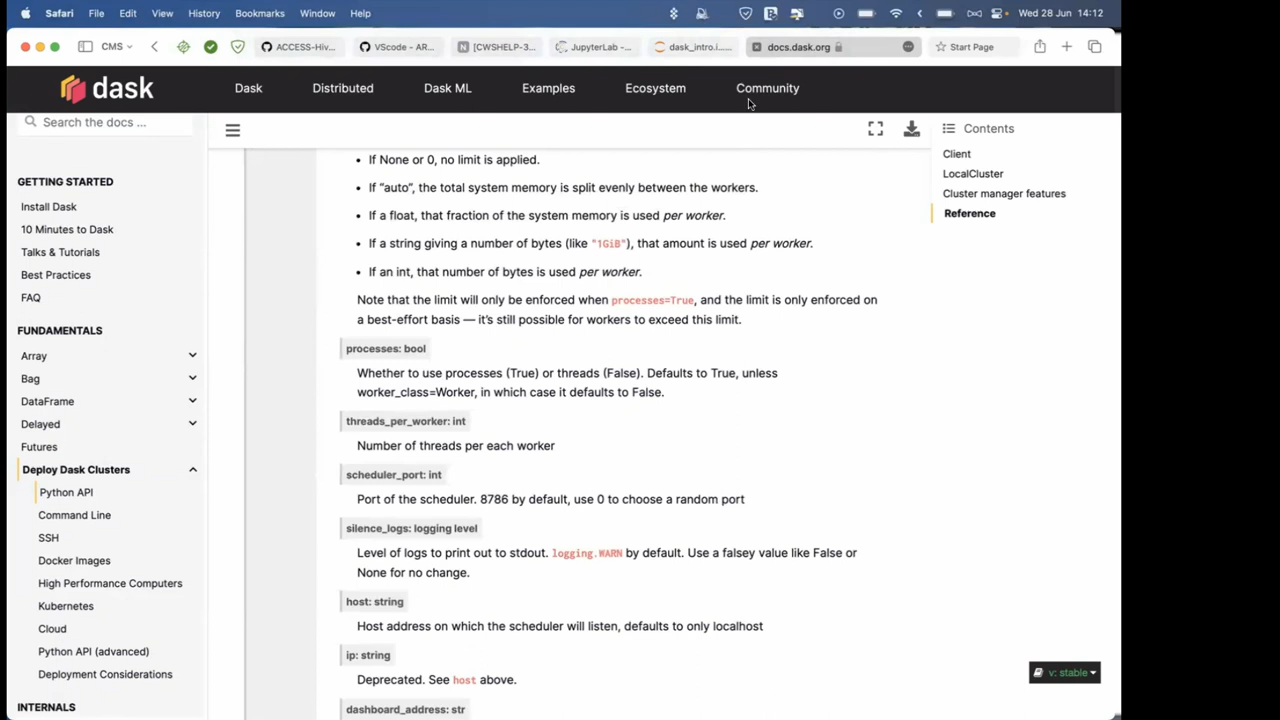 Safari File Edit View History Bookmarks Window Help Wed 28 Jun 14:12
CMS ACCESS-Hiv... VScode - AR... [CWSHELP-3... JupyterLab -... dask_intro.i... docs.dask.org Start Page
dask Dask Distributed Dask ML Examples Ecosystem Community
Search the docs ...
GETTING STARTED
Install Dask
10 Minutes to Dask
Talks & Tutorials
Best Practices
FAQ
FUNDAMENTALS
Array
Bag
DataFrame
Delayed
Futures
Deploy Dask Clusters
Python API
Command Line
SSH
Docker Images
High Performance Computers
Kubernetes
Cloud
Python API (advanced)
Deployment Considerations
INTERNALS
• If None or 0, no limit is applied.
• If “auto”, the total system memory is split evenly between the workers.
• If a float, that fraction of the system memory is used per worker.
• If a string giving a number of bytes (like "1GiB"), that amount is used per worker.
• If an int, that number of bytes is used per worker.
Note that the limit will only be enforced when processes=True, and the limit is only enforced on
a best-effort basis — it’s still possible for workers to exceed this limit.
processes: bool
Whether to use processes (True) or threads (False). Defaults to True, unless
worker_class=Worker, in which case it defaults to False.
threads_per_worker: int
Number of threads per each worker
scheduler_port: int
Port of the scheduler. 8786 by default, use 0 to choose a random port
silence_logs: logging level
Level of logs to print out to stdout. logging.WARN by default. Use a falsey value like False or
None for no change.
host: string
Host address on which the scheduler will listen, defaults to only localhost
ip: string
Deprecated. See host above.
dashboard_address: str
Contents
Client
LocalCluster
Cluster manager features
Reference
v: stable